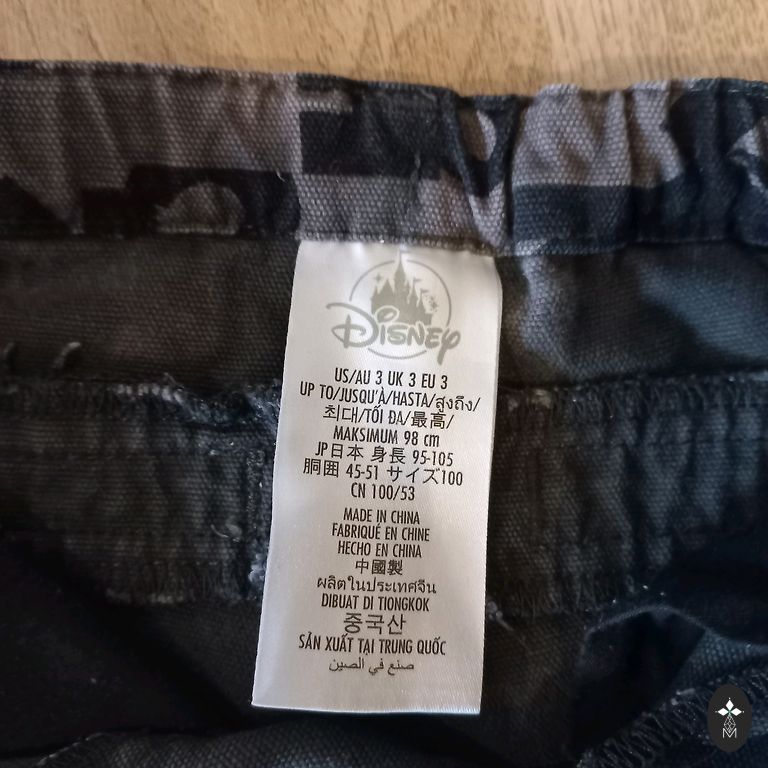 Disney
US/AU 3 UK 3 EU 3
UP TO/JUSQU'À/HASTA/สูงถึง/
최대/TỐI ĐA/最高/
MAKSIMUM 98 cm
JP日本 身長 95-105
胴囲 45-51 サイズ100
CN 100/53
MADE IN CHINA
FABRIQUÉ EN CHINE
HECHO EN CHINA
中國製
ผลิตในประเทศจีน
DIBUAT DI TIONGKOK
중국산
SẢN XUẤT TẠI TRUNG QUỐC
صنع في الصين
M